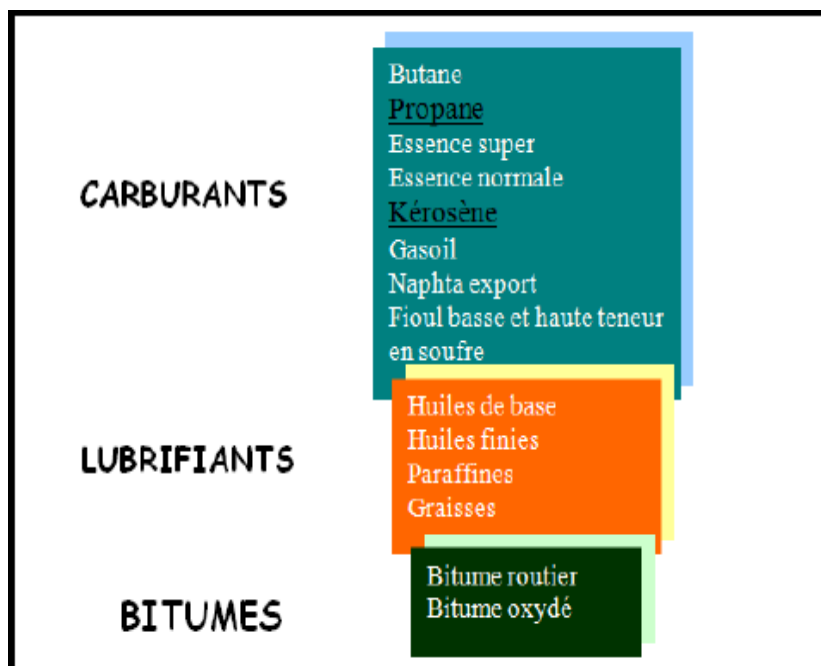 CARBURANTS
Butane
Propane
Essence super
Essence normale
Kérosène
Gasoil
Naphta export
Fioul basse et haute teneur
en soufre
LUBRIFIANTS
Huiles de base
Huiles finies
Paraffines
Graisses
BITUMES
Bitume routier
Bitume oxydé